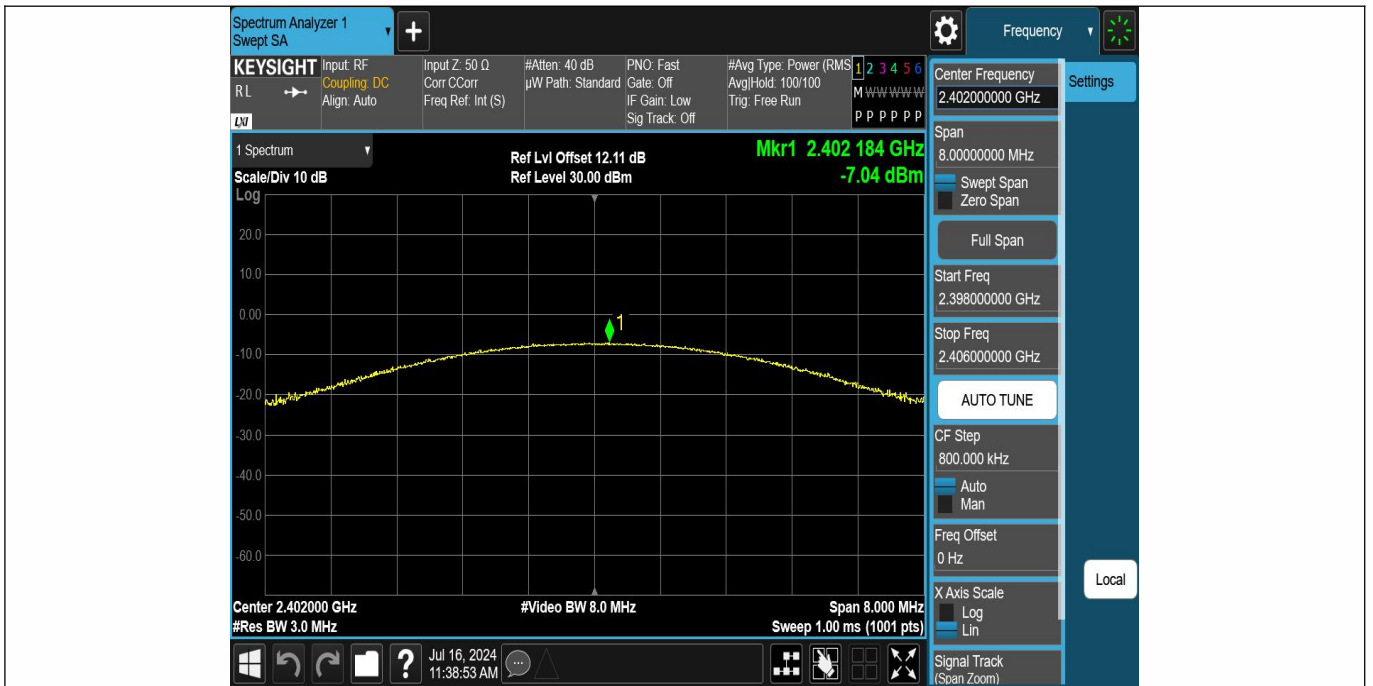 Spectrum Analyzer 1
Swept SA
+
Frequency
KEYSIGHT
RL
LXI
Input: RF
Coupling: DC
Align: Auto
Input Z: 50 Ω
Corr CCorr
Freq Ref: Int (S)
#Atten: 40 dB
µW Path: Standard
PNO: Fast
Gate: Off
IF Gain: Low
Sig Track: Off
#Avg Type: Power (RMS
Avg|Hold: 100/100
Trig: Free Run
1 2 3 4 5 6
M W W W W W
P P P P P P
1 Spectrum
Scale/Div 10 dB
Log
Ref Lvl Offset 12.11 dB
Ref Level 30.00 dBm
Mkr1 2.402 184 GHz
-7.04 dBm
20.0
10.0
0.00
-10.0
-20.0
-30.0
-40.0
-50.0
-60.0
1
Center 2.402000 GHz
#Res BW 3.0 MHz
#Video BW 8.0 MHz
Span 8.000 MHz
Sweep 1.00 ms (1001 pts)
Center Frequency
2.402000000 GHz
Settings
Span
8.00000000 MHz
Swept Span
Zero Span
Full Span
Start Freq
2.398000000 GHz
Stop Freq
2.406000000 GHz
AUTO TUNE
CF Step
800.000 kHz
Auto
Man
Freq Offset
0 Hz
X Axis Scale
Log
Lin
Local
Signal Track
(Span Zoom)
?
Jul 16, 2024
11:38:53 AM